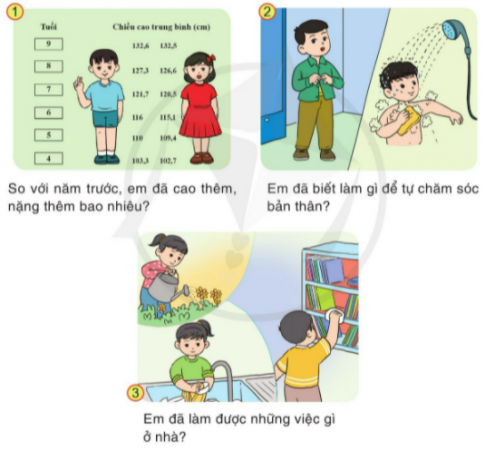 1
Tuổi Chiều cao trung bình (cm)
9 132,6 132,5
8 127,3 126,6
7 121,7 120,5
6 116 115,1
5 110 109,4
4 103,3 102,7
So với năm trước, em đã cao thêm,
nặng thêm bao nhiêu?
2
Em đã biết làm gì để tự chăm sóc
bản thân?
3
Em đã làm được những việc gì
ở nhà?